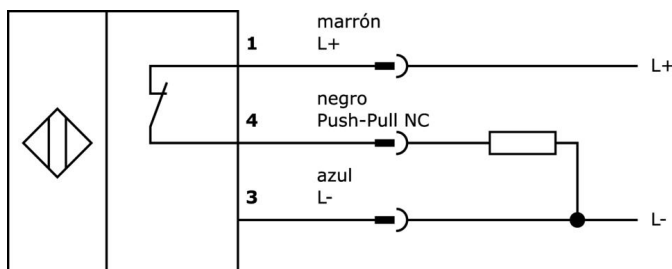 marrón
1
L+
L+
negro
4
Push-Pull NC
azul
3
L-
L-